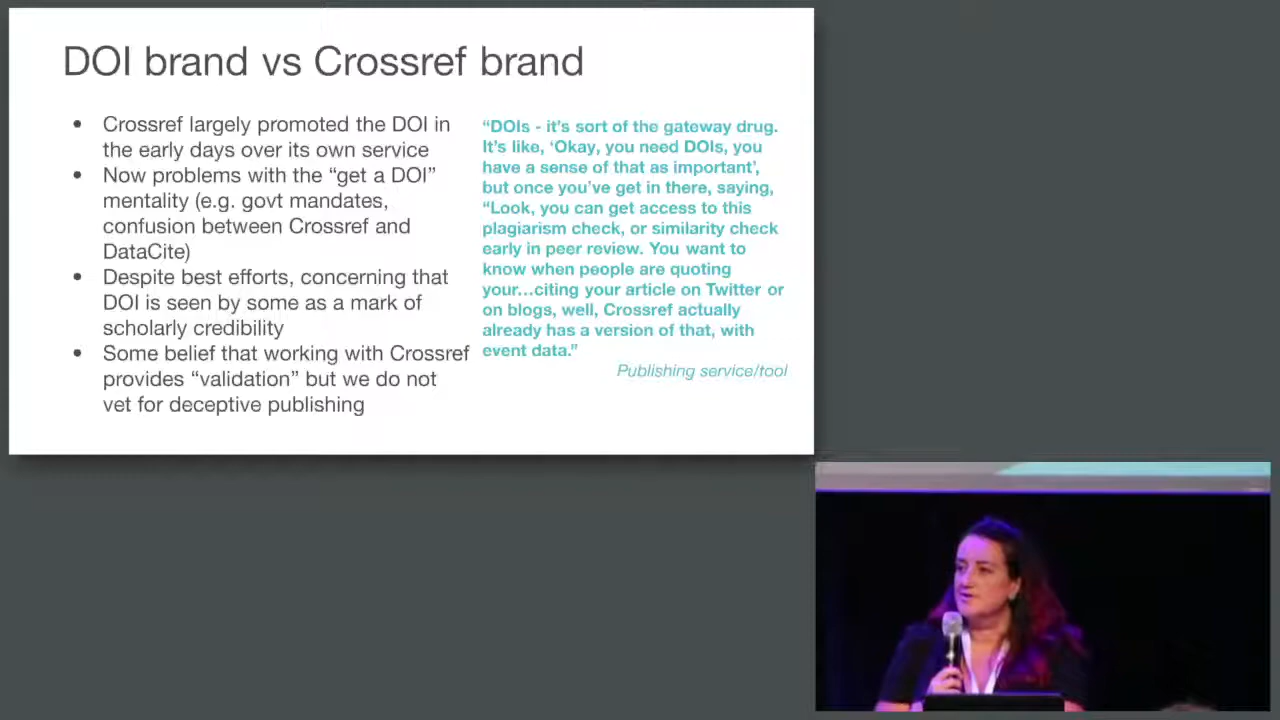 DOI brand vs Crossref brand
• Crossref largely promoted the DOI in
the early days over its own service
• Now problems with the “get a DOI”
mentality (e.g. govt mandates,
confusion between Crossref and
DataCite)
• Despite best efforts, concerning that
DOI is seen by some as a mark of
scholarly credibility
• Some belief that working with Crossref
provides “validation” but we do not
vet for deceptive publishing
“DOIs - it’s sort of the gateway drug.
It’s like, ‘Okay, you need DOIs, you
have a sense of that as important’,
but once you’ve get in there, saying,
“Look, you can get access to this
plagiarism check, or similarity check
early in peer review. You want to
know when people are quoting
your...citing your article on Twitter or
on blogs, well, Crossref actually
already has a version of that, with
event data.”
Publishing service/tool